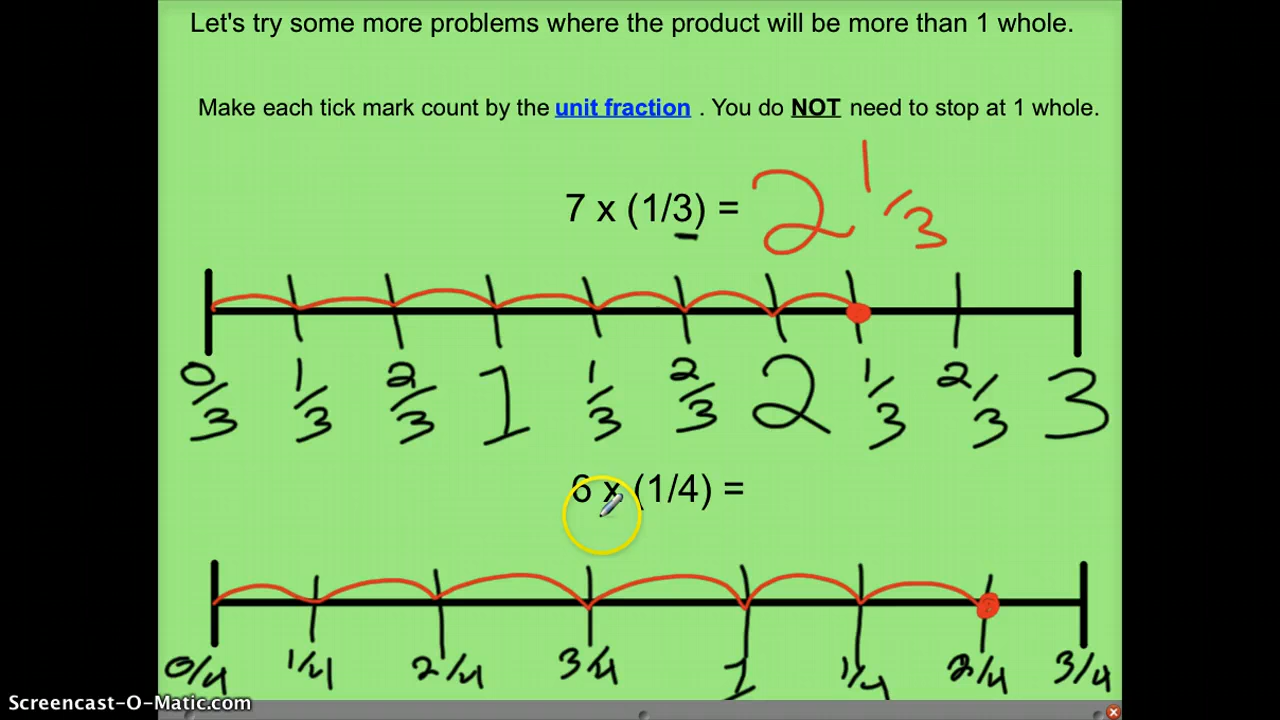 Let's try some more problems where the product will be more than 1 whole.
Make each tick mark count by the unit fraction . You do NOT need to stop at 1 whole.
7 x (1/3) = 2 1/3
0/3 1/3 2/3 1 1/3 2/3 2 1/3 2/3 3
6 x (1/4) =
0/4 1/4 2/4 3/4 1 1/4 2/4 3/4
Screencast-O-Matic.com